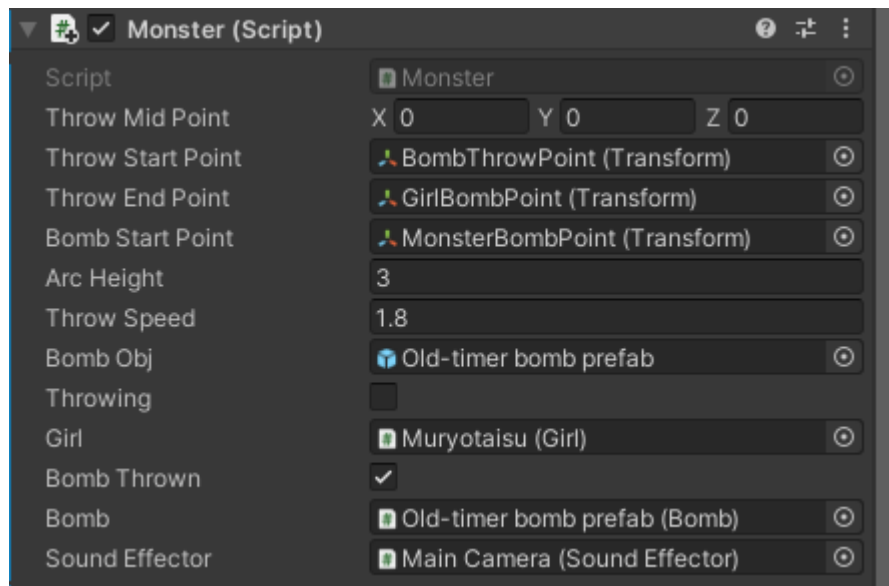 Monster (Script)
Script Monster
Throw Mid Point X 0 Y 0 Z 0
Throw Start Point BombThrowPoint (Transform)
Throw End Point GirlBombPoint (Transform)
Bomb Start Point MonsterBombPoint (Transform)
Arc Height 3
Throw Speed 1.8
Bomb Obj Old-timer bomb prefab
Throwing
Girl Muryotaisu (Girl)
Bomb Thrown
Bomb Old-timer bomb prefab (Bomb)
Sound Effector Main Camera (Sound Effector)